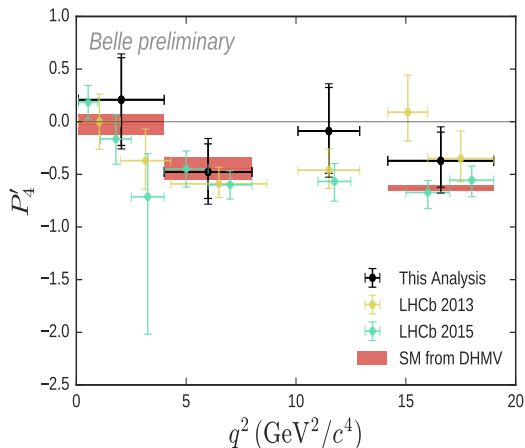 Belle preliminary
1.0
0.5
0.0
−0.5
−1.0
−1.5
−2.0
−2.5
P′4
This Analysis
LHCb 2013
LHCb 2015
SM from DHMV
0 5 10 15 20
q² (GeV²/c⁴)